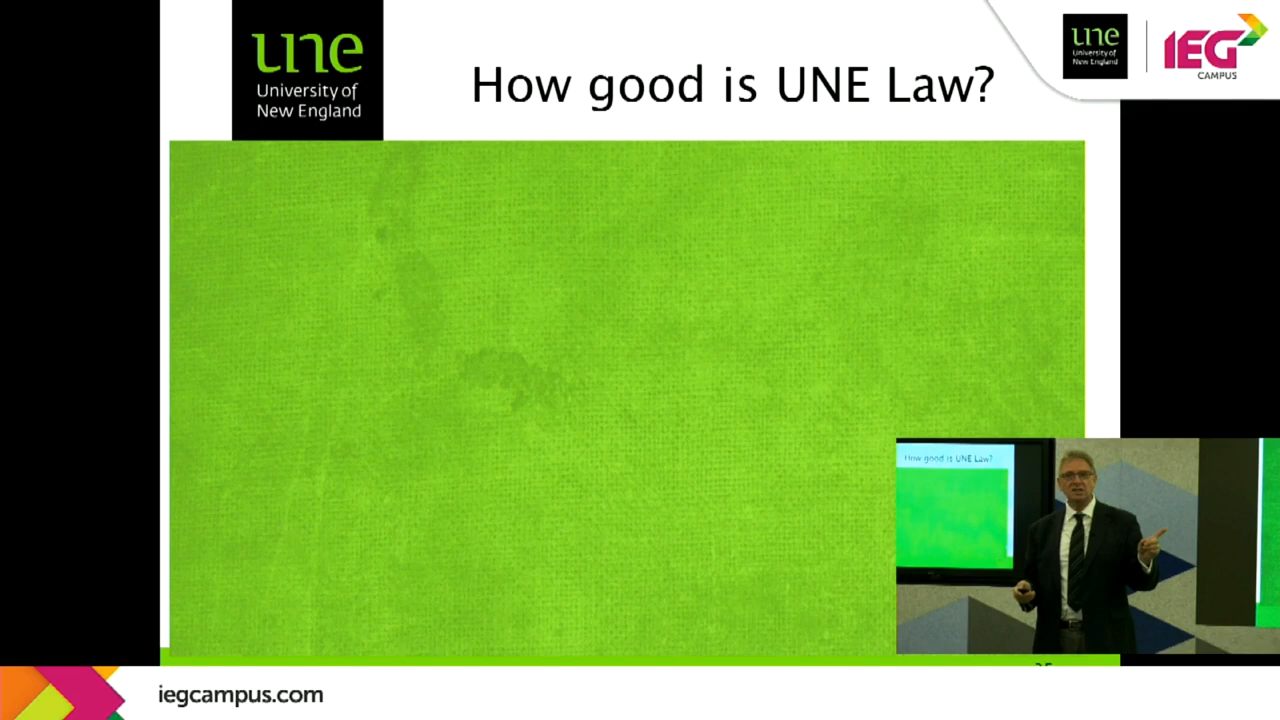 une
University of
New England
How good is UNE Law?
une
University of
New England
IEG
CAMPUS
How good is UNE Law?
iegcampus.com